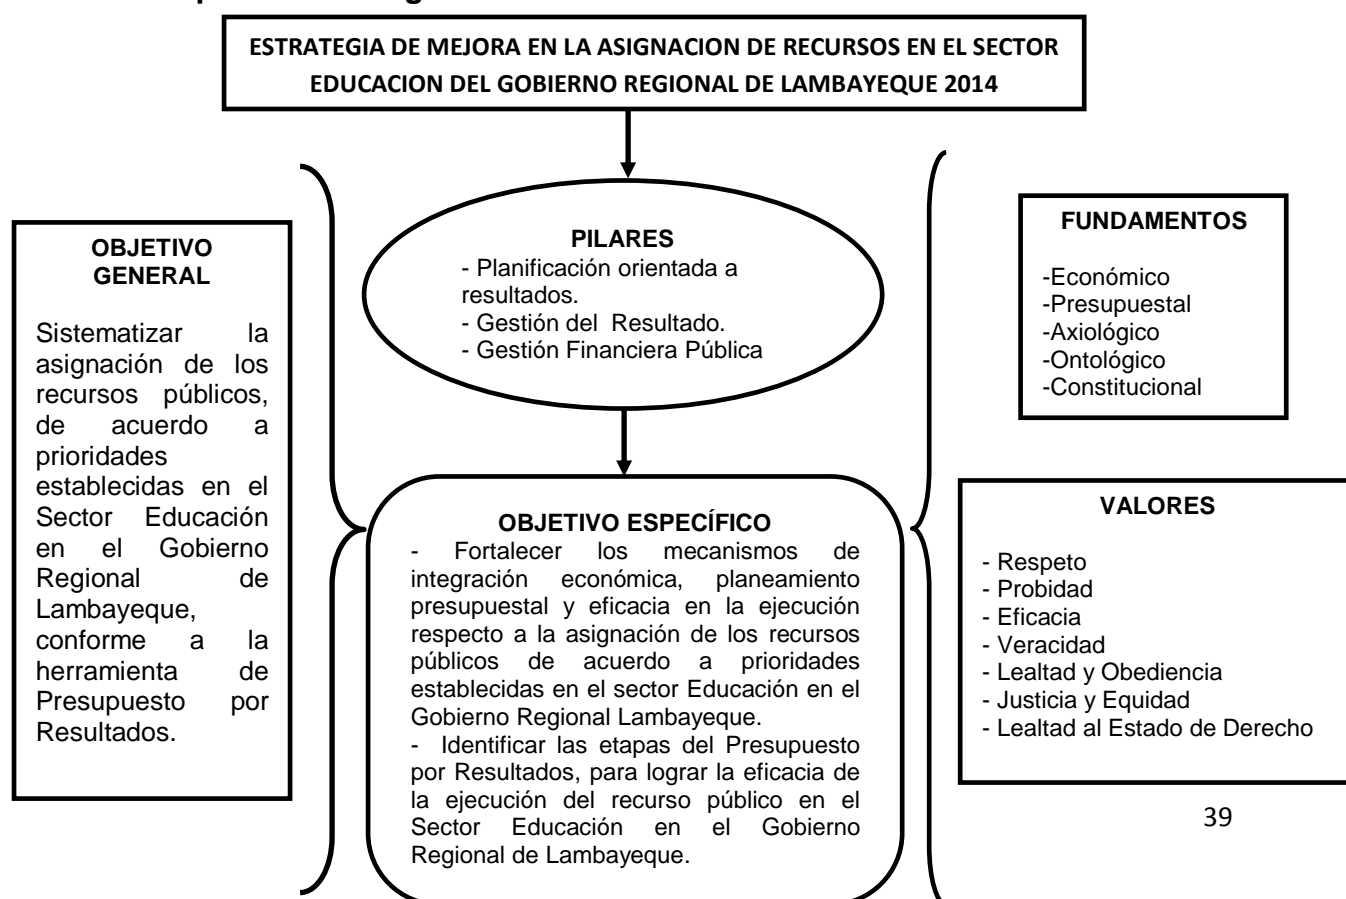 ESTRATEGIA DE MEJORA EN LA ASIGNACION DE RECURSOS EN EL SECTOR
EDUCACION DEL GOBIERNO REGIONAL DE LAMBAYEQUE 2014
OBJETIVO
GENERAL
Sistematizar la
asignación de los
recursos públicos,
de acuerdo a
prioridades
establecidas en el
Sector Educación
en el Gobierno
Regional de
Lambayeque,
conforme a la
herramienta de
Presupuesto por
Resultados.
PILARES
- Planificación orientada a
resultados.
- Gestión del Resultado.
- Gestión Financiera Pública
OBJETIVO ESPECÍFICO
- Fortalecer los mecanismos de
integración económica, planeamiento
presupuestal y eficacia en la ejecución
respecto a la asignación de los recursos
públicos de acuerdo a prioridades
establecidas en el sector Educación en el
Gobierno Regional Lambayeque.
- Identificar las etapas del Presupuesto
por Resultados, para lograr la eficacia de
la ejecución del recurso público en el
Sector Educación en el Gobierno
Regional de Lambayeque.
FUNDAMENTOS
-Económico
-Presupuestal
-Axiológico
-Ontológico
-Constitucional
VALORES
- Respeto
- Probidad
- Eficacia
- Veracidad
- Lealtad y Obediencia
- Justicia y Equidad
- Lealtad al Estado de Derecho
39